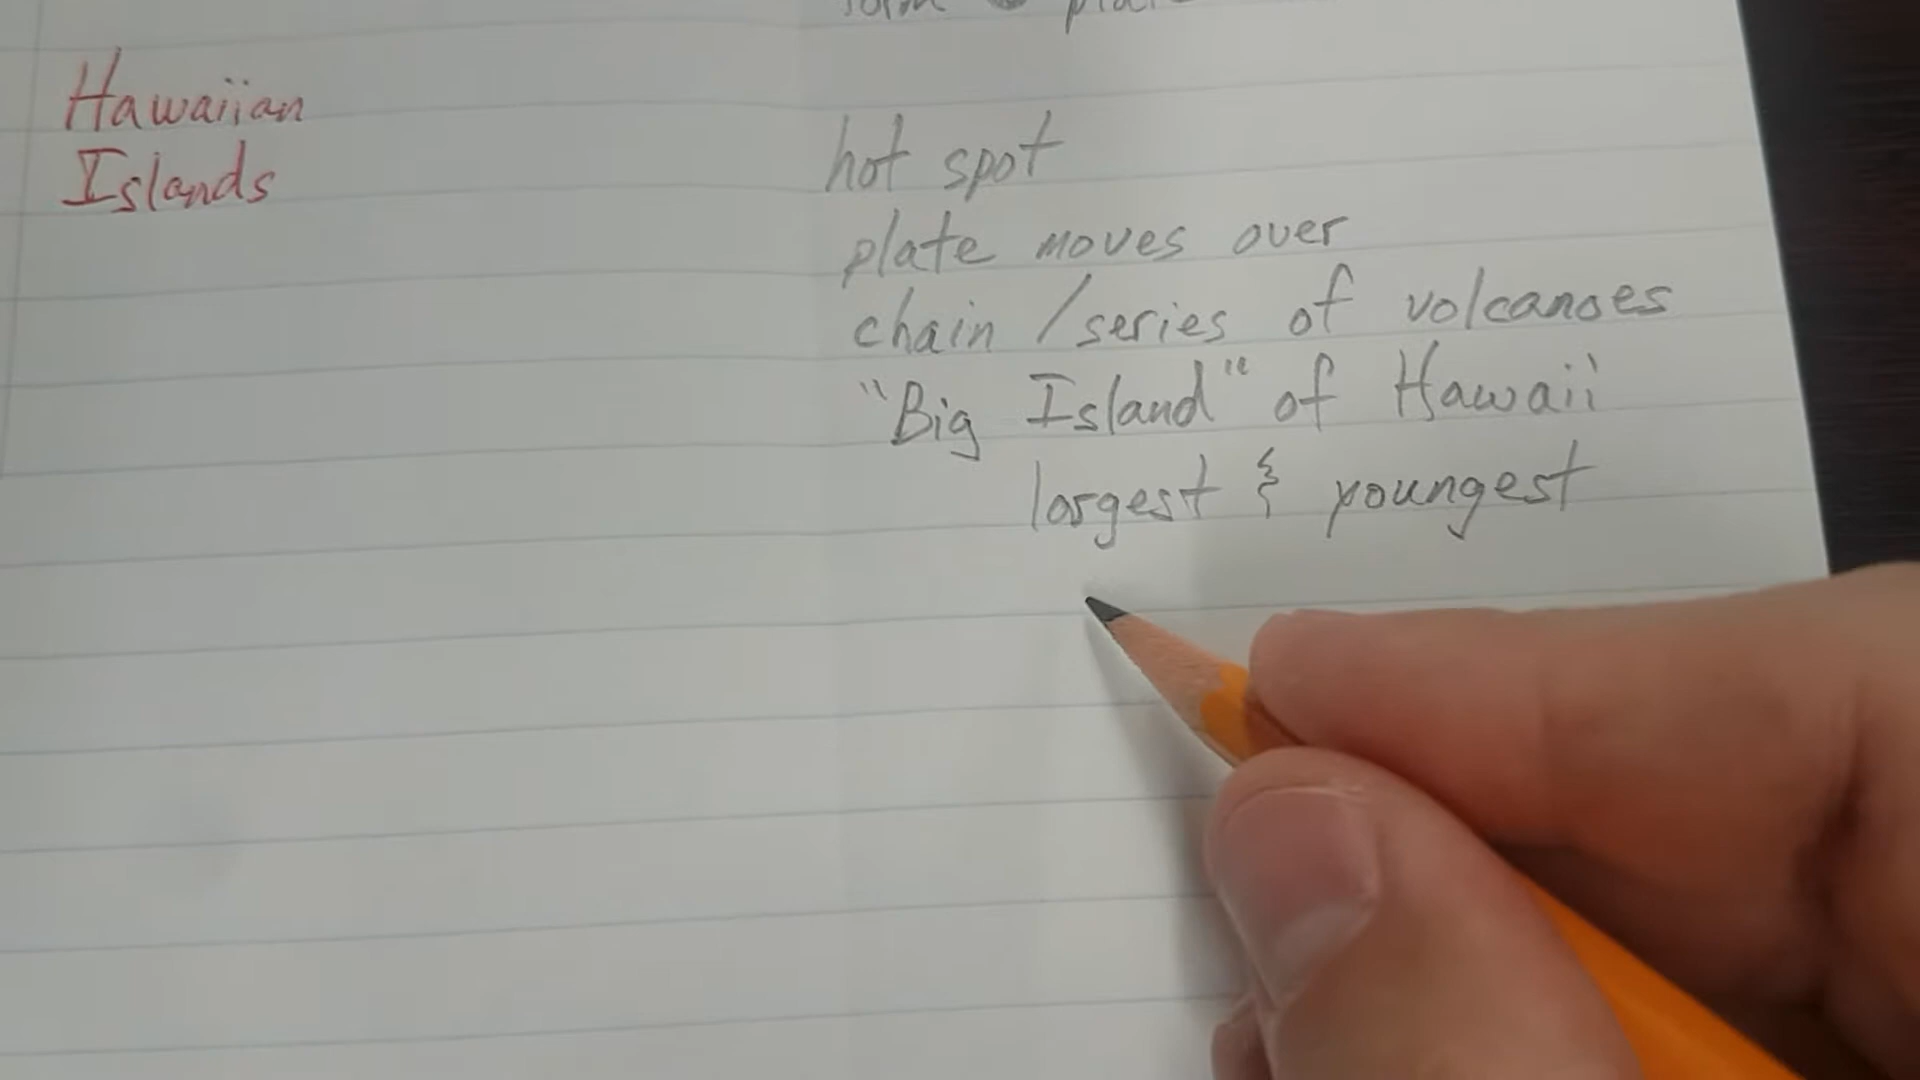 Hawaiian
Islands
hot spot
plate moves over
chain / series of volcanoes
"Big Island" of Hawaii
largest & youngest